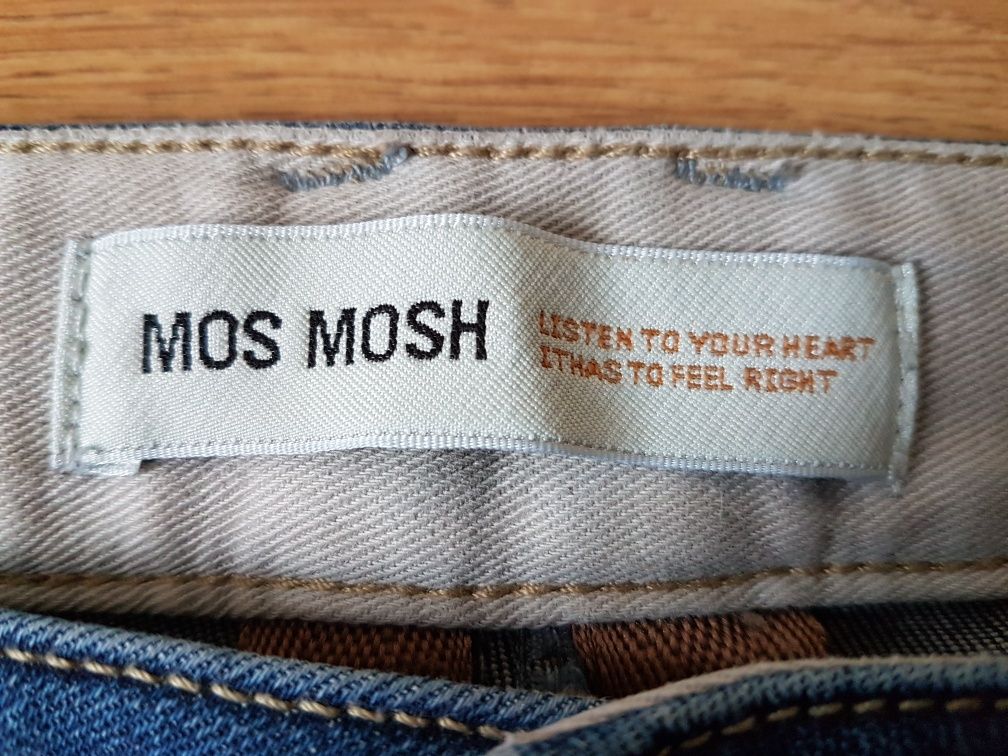 MOS MOSH
LISTEN TO YOUR HEART
IT HAS TO FEEL RIGHT